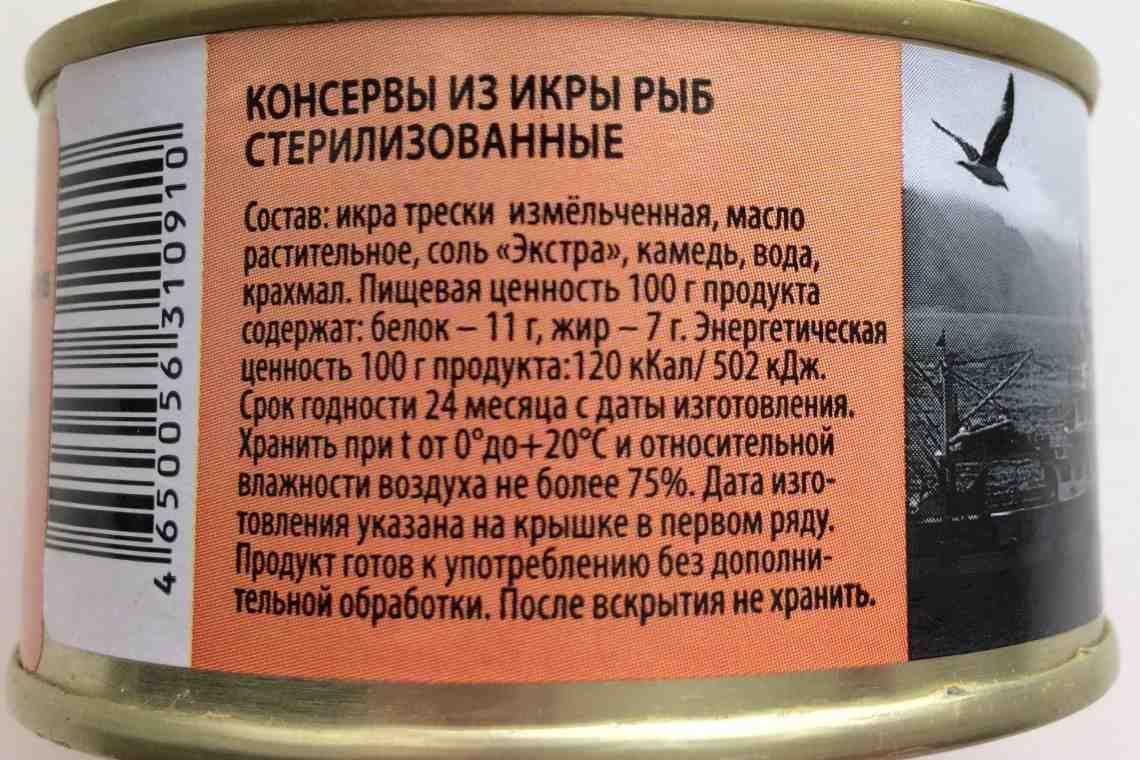 КОНСЕРВЫ ИЗ ИКРЫ РЫБ
СТЕРИЛИЗОВАННЫЕ
Состав: икра трески измёльченная, масло
растительное, соль «Экстра», камедь, вода,
крахмал. Пищевая ценность 100 г продукта
содержат: белок – 11 г, жир – 7 г. Энергетическая
ценность 100 г продукта:120 кКал/ 502 кДж.
Срок годности 24 месяца с даты изготовления.
Хранить при t от 0°до+20°С и относительной
влажности воздуха не более 75%. Дата изго-
товления указана на крышке в первом ряду.
Продукт готов к употреблению без дополни-
тельной обработки. После вскрытия не хранить.
4 650056 310910